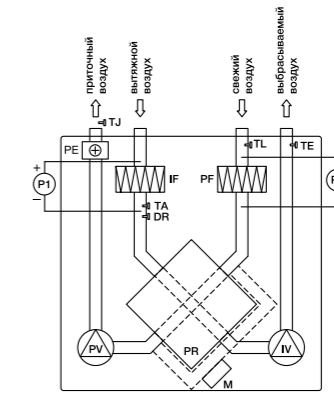 приточный
воздух
вытяжной
воздух
свежий
воздух
выбрасываемый
воздух
TJ
PE
TL
TE
+
P1
–
IF
PF
TA
DR
PV
PR
IV
M